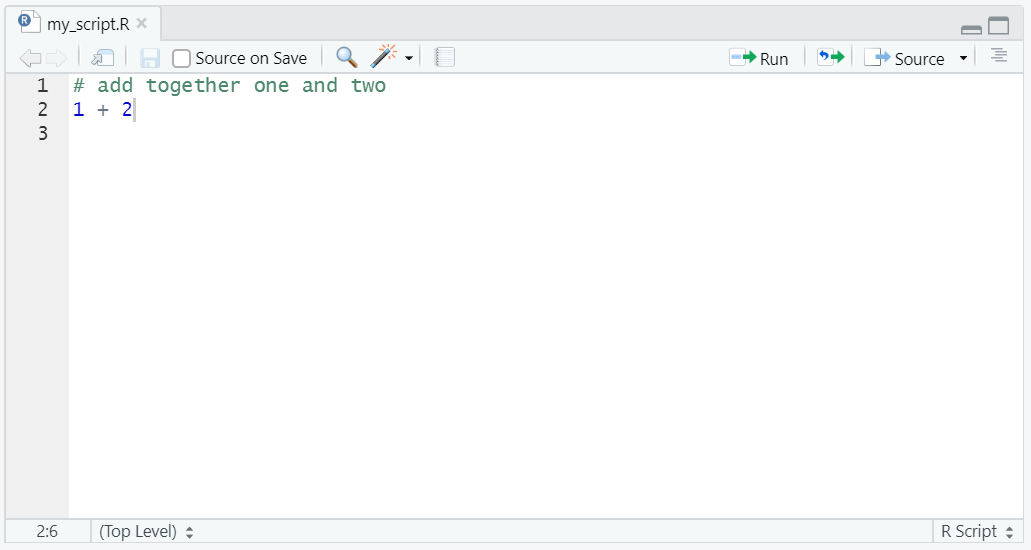 my_script.R
Source on Save
Run
Source
1 # add together one and two
2 1 + 2
3
2:6 (Top Level) R Script